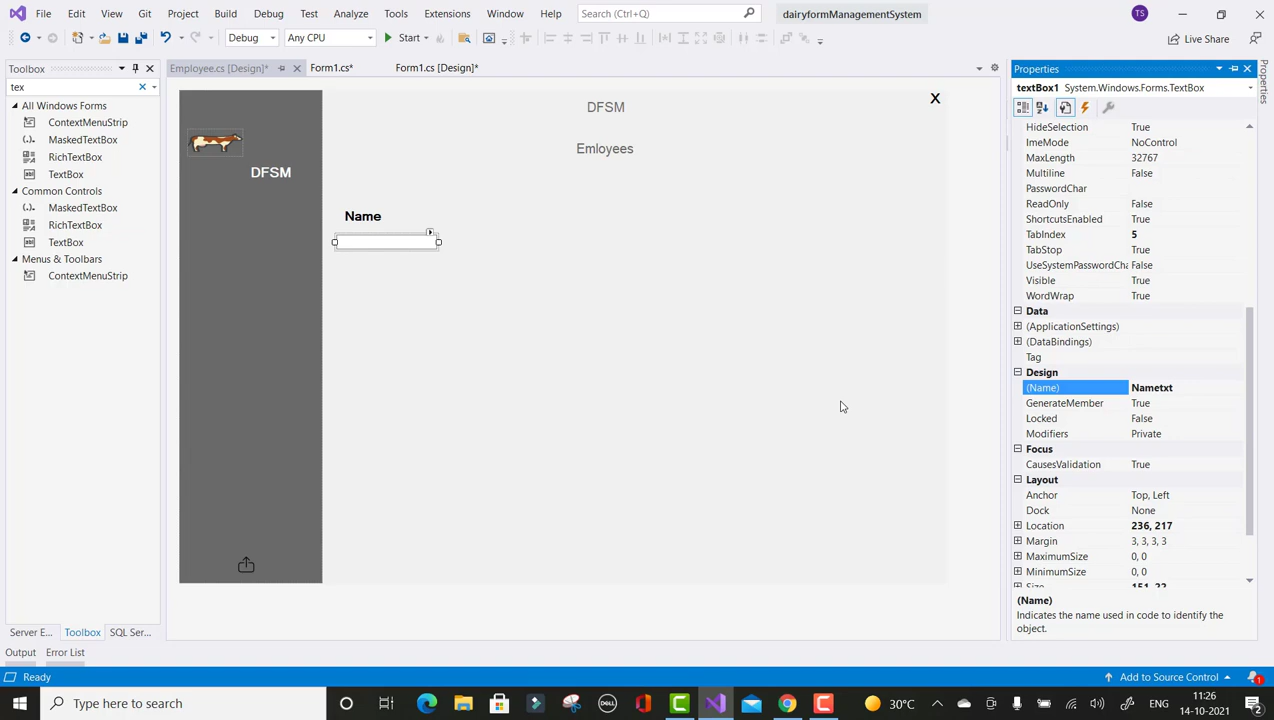 File Edit View Git Project Build Debug Test Analyze Tools Extensions Window Help Search (Ctrl+Q) dairyformManagementSystem TS
Debug Any CPU Start Live Share
Toolbox
Employee.cs [Design]* Form1.cs* Form1.cs [Design]*
Properties
tex
textBox1 System.Windows.Forms.TextBox
All Windows Forms
ContextMenuStrip
MaskedTextBox
RichTextBox
TextBox
Common Controls
MaskedTextBox
RichTextBox
TextBox
Menus & Toolbars
ContextMenuStrip
DFSM
X
Emloyees
DFSM
Name
HideSelection True
ImeMode NoControl
MaxLength 32767
Multiline False
PasswordChar
ReadOnly False
ShortcutsEnabled True
TabIndex 5
TabStop True
UseSystemPasswordCha False
Visible True
WordWrap True
Data
(ApplicationSettings)
(DataBindings)
Tag
Design
(Name) Nametxt
GenerateMember True
Locked False
Modifiers Private
Focus
CausesValidation True
Layout
Anchor Top, Left
Dock None
Location 236, 217
Margin 3, 3, 3, 3
MaximumSize 0, 0
MinimumSize 0, 0
Size 151, 22
(Name)
Indicates the name used in code to identify the
object.
Properties
Server E... Toolbox SQL Ser...
Output Error List
Ready Add to Source Control 1
Type here to search DELL 30°C ENG 11:26
14-10-2021 2